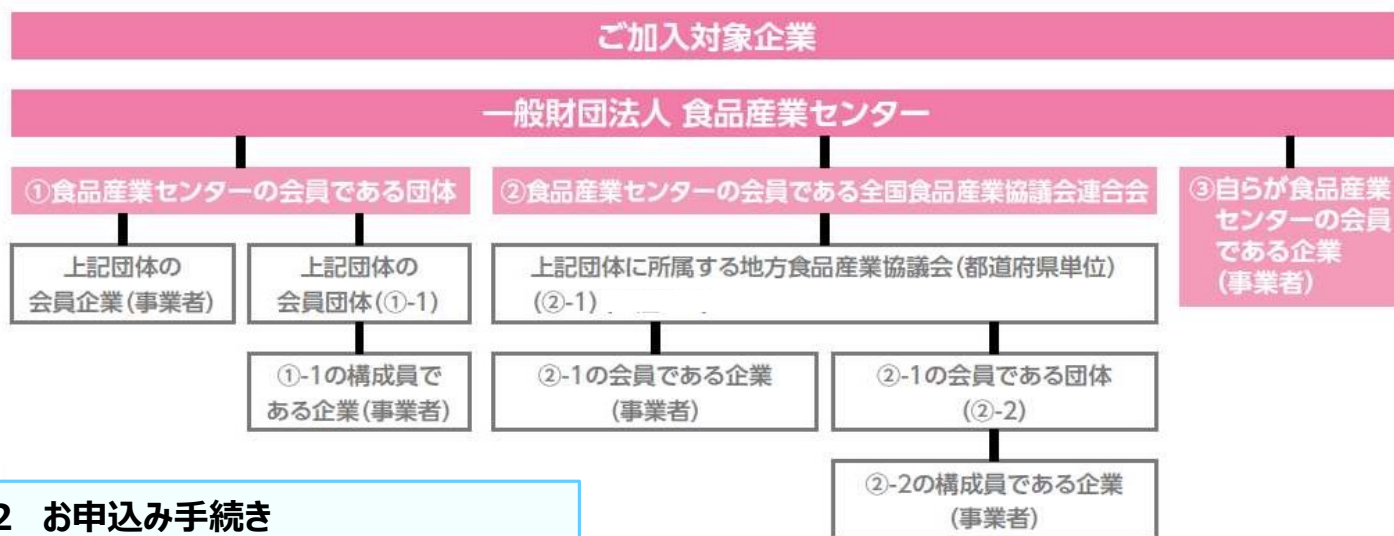 ご加入対象企業
一般財団法人 食品産業センター
①食品産業センターの会員である団体
②食品産業センターの会員である全国食品産業協議会連合会
③自らが食品産業
センターの会員
である企業
(事業者)
上記団体の
会員企業(事業者)
上記団体の
会員団体(①-1)
上記団体に所属する地方食品産業協議会(都道府県単位)
(②-1)
①-1の構成員で
ある企業(事業者)
②-1の会員である企業
(事業者)
②-1の会員である団体
(②-2)
②-2の構成員である企業
(事業者)
2 お申込み手続き